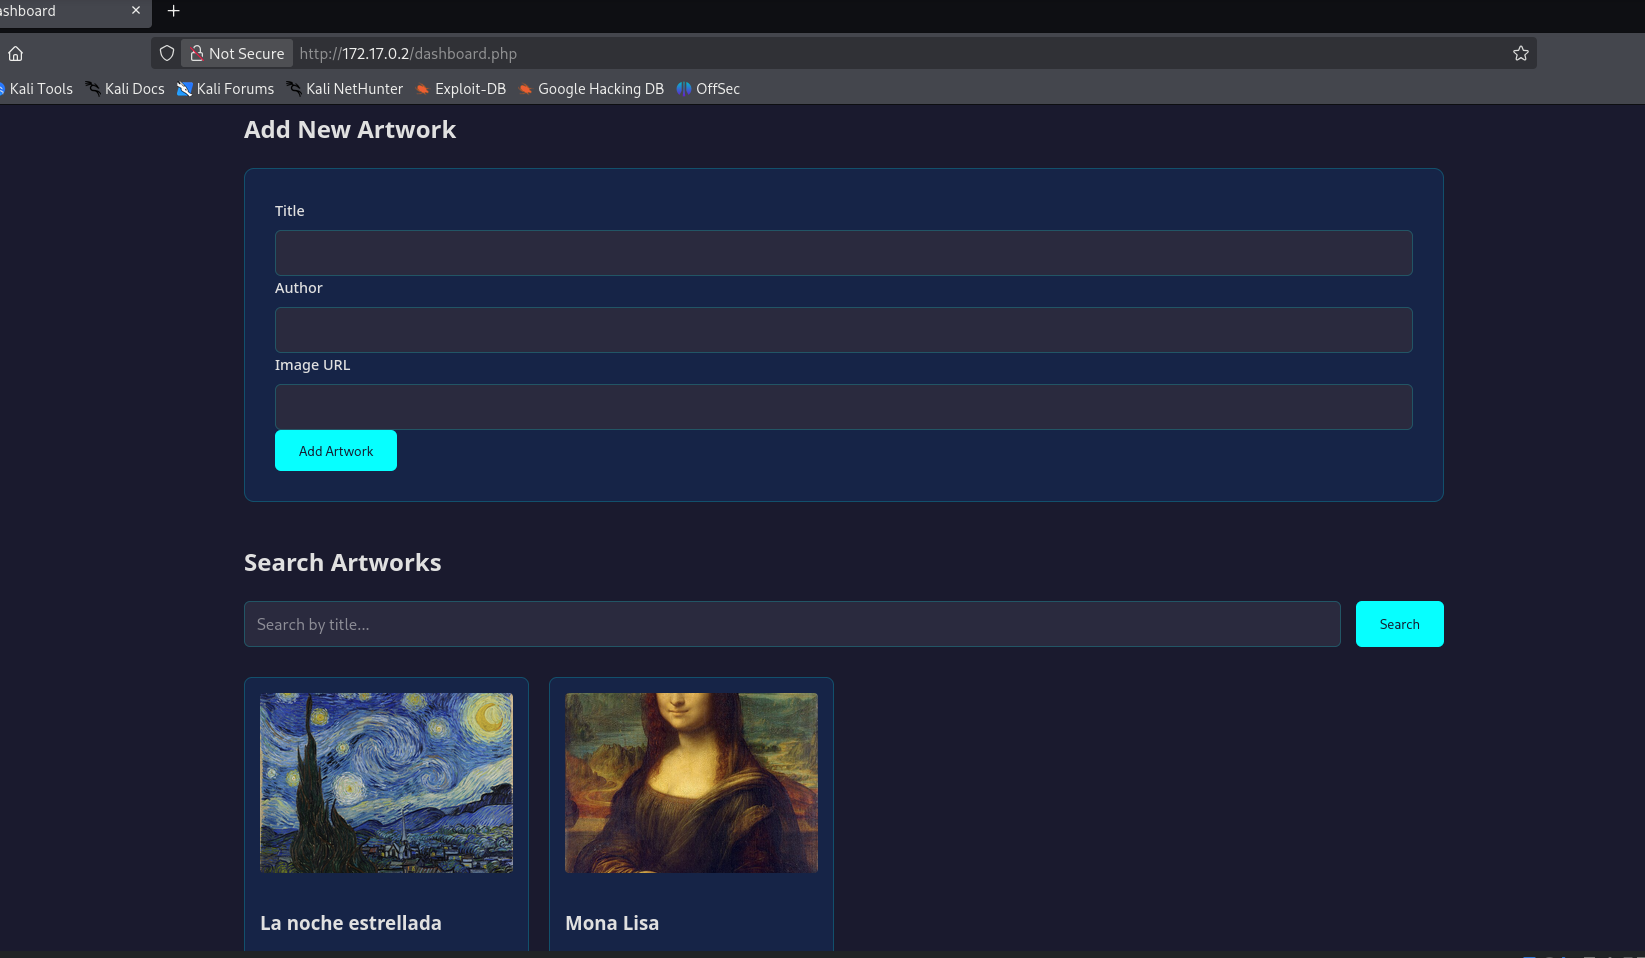 ashboard
Not Secure http://172.17.0.2/dashboard.php
Kali Tools Kali Docs Kali Forums Kali NetHunter Exploit-DB Google Hacking DB OffSec
Add New Artwork
Title
Author
Image URL
Add Artwork
Search Artworks
Search by title...
Search
La noche estrellada
Mona Lisa